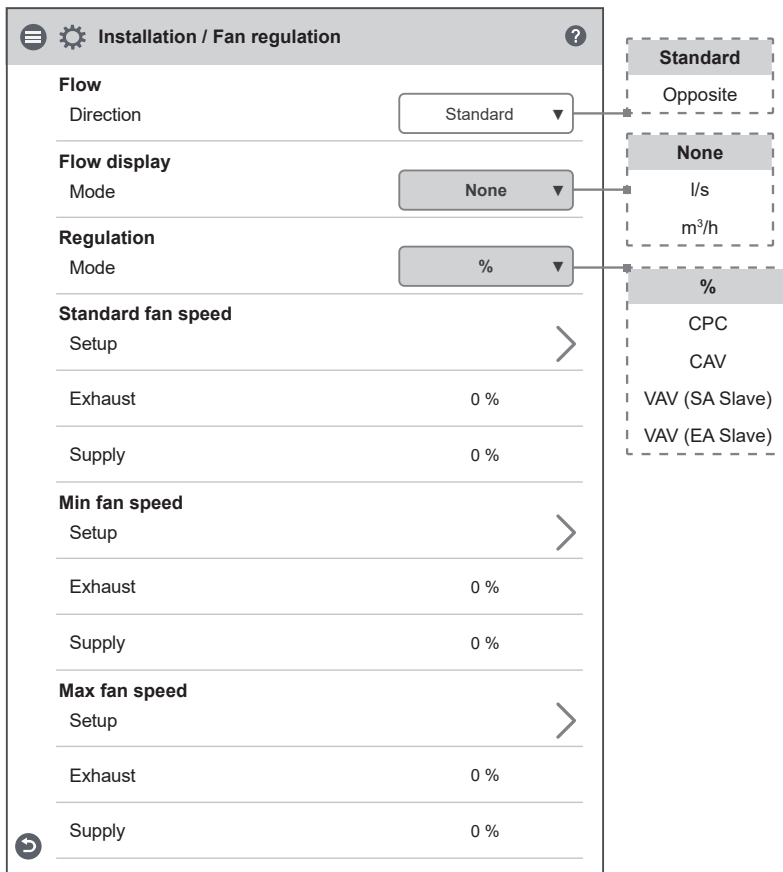 Installation / Fan regulation
?
Flow
Direction
Standard ▼
Standard
Opposite
Flow display
Mode
None ▼
None
l/s
m³/h
Regulation
Mode
% ▼
%
CPC
CAV
VAV (SA Slave)
VAV (EA Slave)
Standard fan speed
Setup
Exhaust 0 %
Supply 0 %
Min fan speed
Setup
Exhaust 0 %
Supply 0 %
Max fan speed
Setup
Exhaust 0 %
Supply 0 %